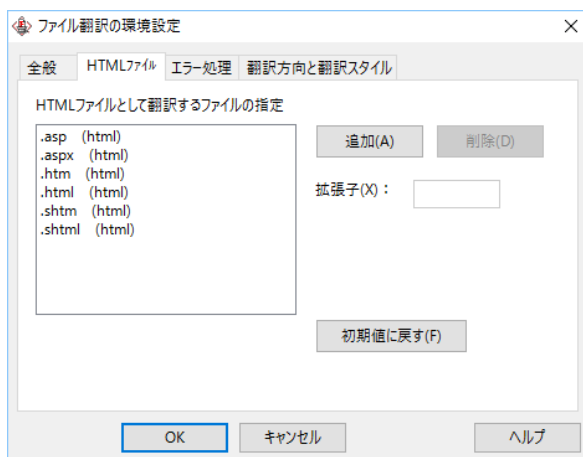 ファイル翻訳の環境設定
全般 HTMLファイル エラー処理 翻訳方向と翻訳スタイル
HTMLファイルとして翻訳するファイルの指定
.asp (html)
.aspx (html)
.htm (html)
.html (html)
.shtm (html)
.shtml (html)
追加(A) 削除(D)
拡張子(X)：
初期値に戻す(F)
OK キャンセル ヘルプ